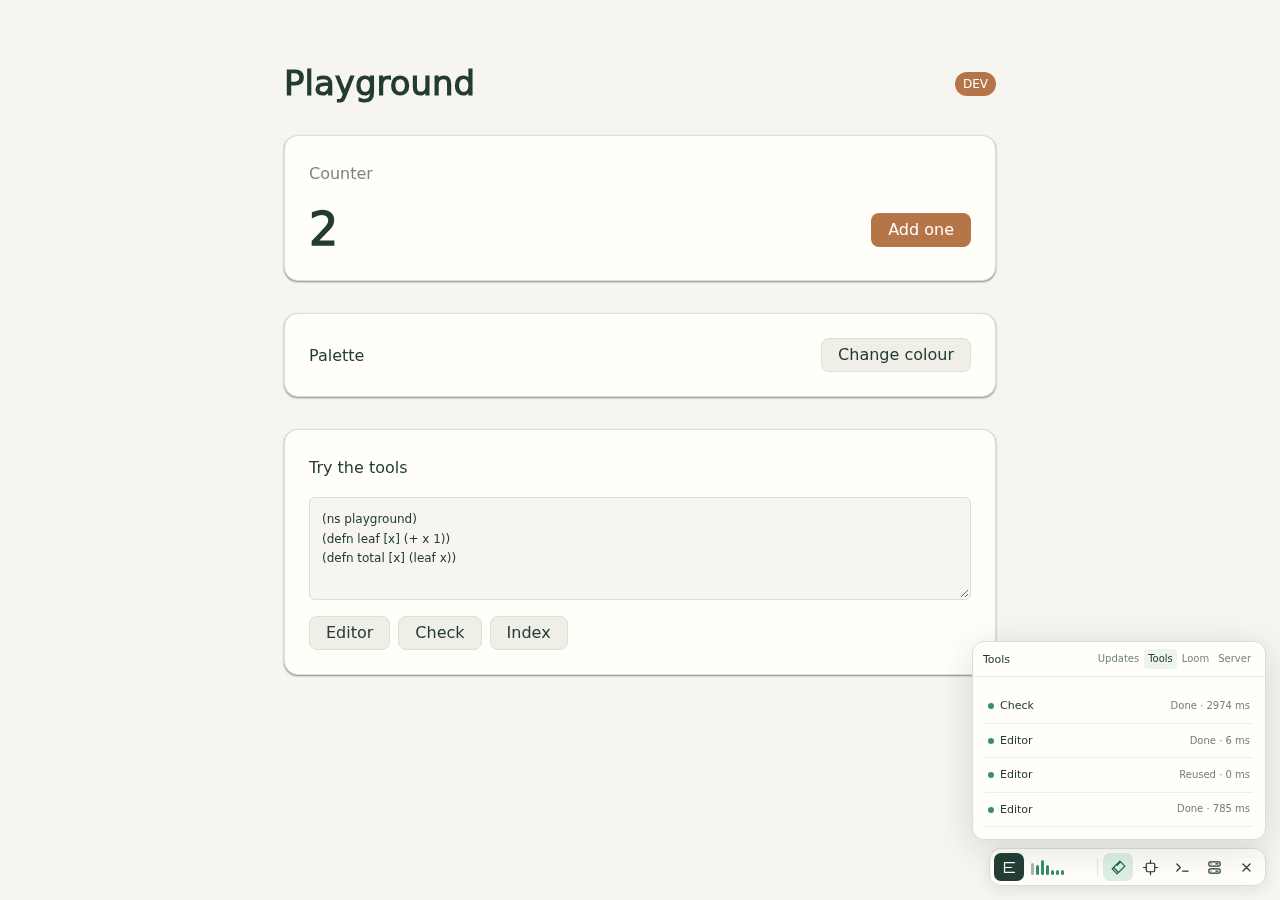 Playground
DEV
Counter
2
Add one
Palette
Change colour
Try the tools
(ns playground)
(defn leaf [x] (+ x 1))
(defn total [x] (leaf x))
Editor Check Index
Tools Updates Tools Loom Server
Check Done · 2974 ms
Editor Done · 6 ms
Editor Reused · 0 ms
Editor Done · 785 ms